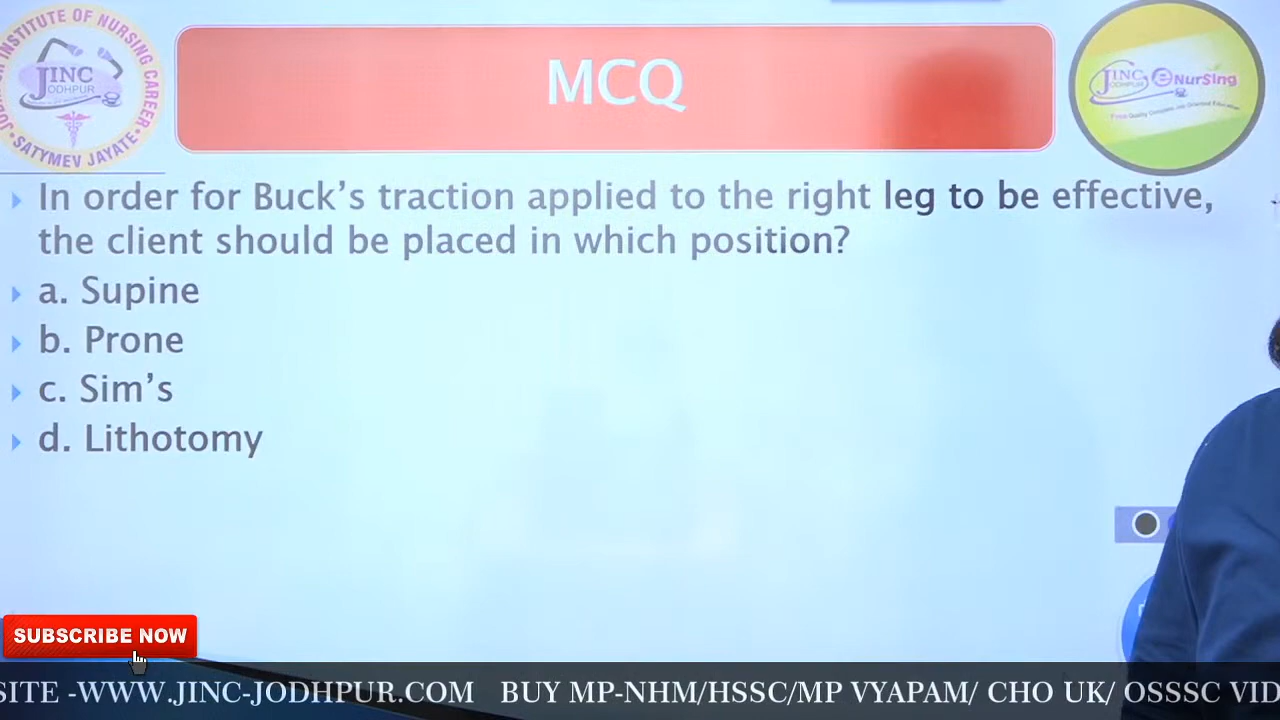 INSTITUTE OF NURSING CAREER
JINC
JODHPUR
SATYMEV JAYATE
MCQ
JINC eNursing
JODHPUR
In order for Buck's traction applied to the right leg to be effective,
the client should be placed in which position?
a. Supine
b. Prone
c. Sim's
d. Lithotomy
SUBSCRIBE NOW
SITE -WWW.JINC-JODHPUR.COM BUY MP-NHM/HSSC/MP VYAPAM/ CHO UK/ OSSSC VID